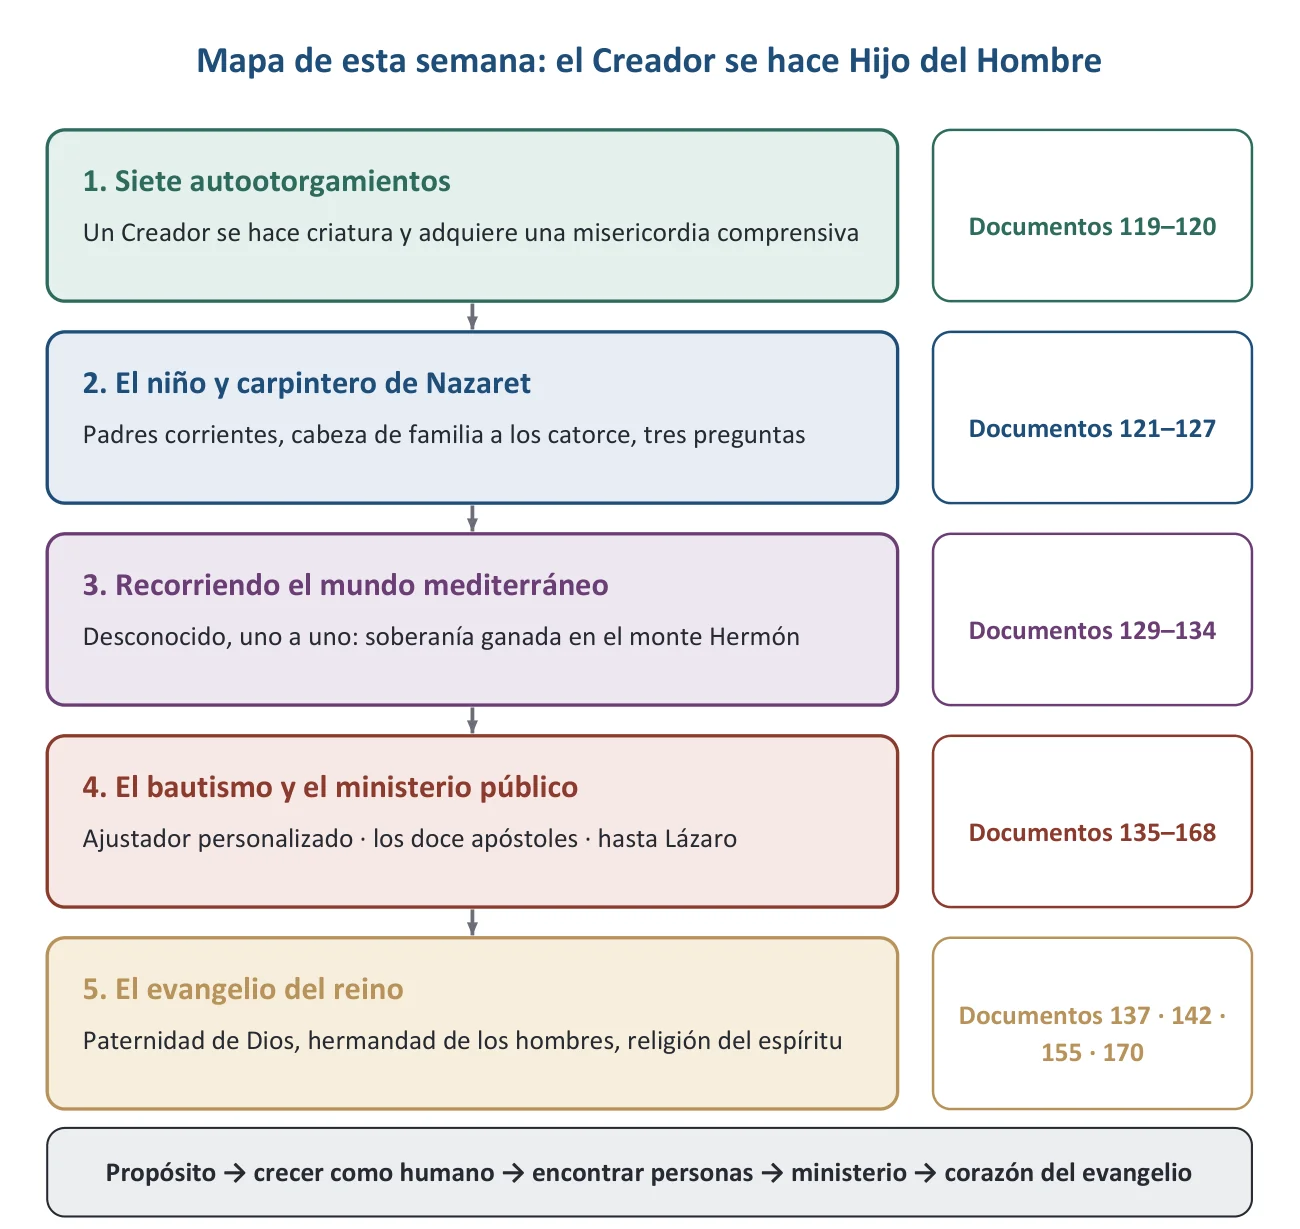 Mapa de esta semana: el Creador se hace Hijo del Hombre
1. Siete autootorgamientos
Un Creador se hace criatura y adquiere una misericordia comprensiva
Documentos 119–120
2. El niño y carpintero de Nazaret
Padres corrientes, cabeza de familia a los catorce, tres preguntas
Documentos 121–127
3. Recorriendo el mundo mediterráneo
Desconocido, uno a uno: soberanía ganada en el monte Hermón
Documentos 129–134
4. El bautismo y el ministerio público
Ajustador personalizado · los doce apóstoles · hasta Lázaro
Documentos 135–168
5. El evangelio del reino
Paternidad de Dios, hermandad de los hombres, religión del espíritu
Documentos 137 · 142 ·
155 · 170
Propósito → crecer como humano → encontrar personas → ministerio → corazón del evangelio